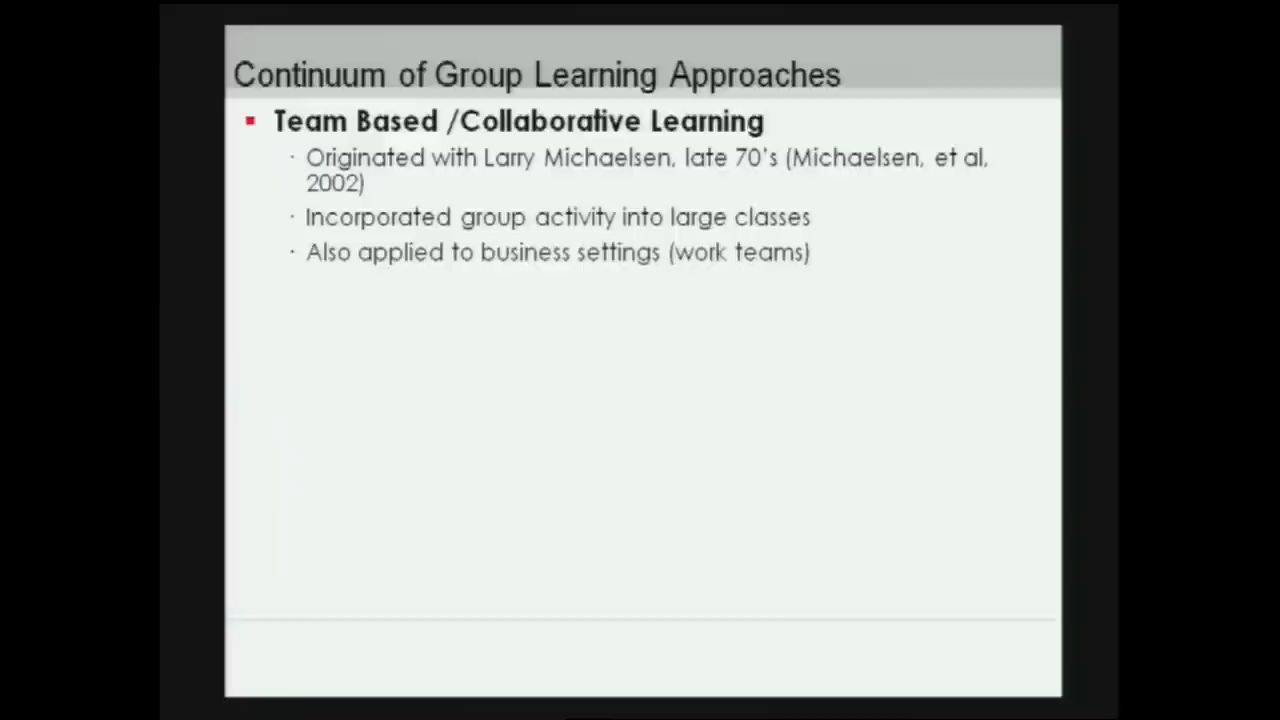 Continuum of Group Learning Approaches
Team Based /Collaborative Learning
Originated with Larry Michaelsen, late 70's (Michaelsen, et al,
2002)
Incorporated group activity into large classes
Also applied to business settings (work teams)